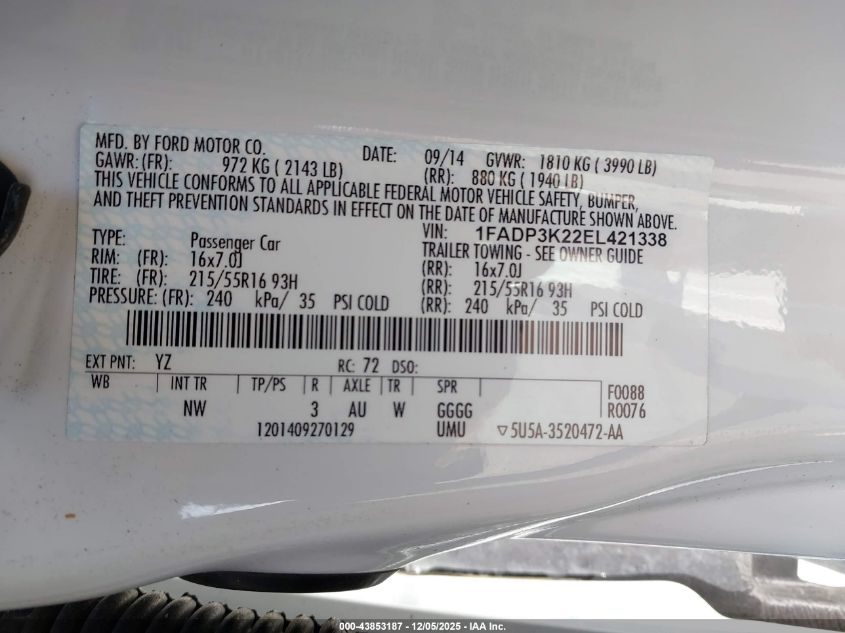 MFD. BY FORD MOTOR CO. DATE: 09/14 GVWR: 1810 KG ( 3990 LB)
GAWR: (FR): 972 KG ( 2143 LB) (RR): 880 KG ( 1940 LB)
THIS VEHICLE CONFORMS TO ALL APPLICABLE FEDERAL MOTOR VEHICLE SAFETY, BUMPER,
AND THEFT PREVENTION STANDARDS IN EFFECT ON THE DATE OF MANUFACTURE SHOWN ABOVE.
VIN: 1FADP3K22EL421338
TYPE: Passenger Car TRAILER TOWING - SEE OWNER GUIDE
RIM: (FR): 16x7.0J (RR): 16x7.0J
TIRE: (FR): 215/55R16 93H (RR): 215/55R16 93H
PRESSURE: (FR): 240 kPa/ 35 PSI COLD (RR): 240 kPa/ 35 PSI COLD
EXT PNT: YZ RC: 72 DSO:
WB INT TR TP/PS R AXLE TR SPR F0088
NW 3 AU W GGGG R0076
1201409270129 UMU ▽5U5A-3520472-AA
000-43853187 - 12/05/2025 - IAA Inc.